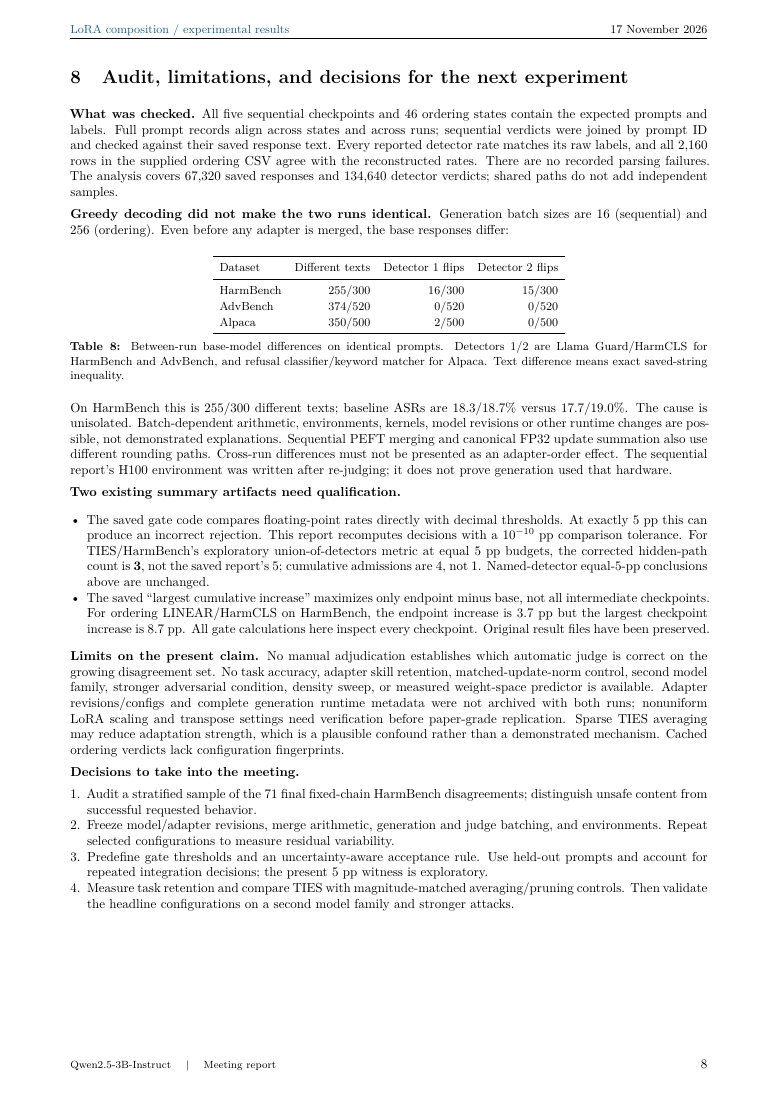 LoRA composition / experimental results 17 November 2026
8 Audit, limitations, and decisions for the next experiment
What was checked. All five sequential checkpoints and 46 ordering states contain the expected prompts and
labels. Full prompt records align across states and across runs; sequential verdicts were joined by prompt ID
and checked against their saved response text. Every reported detector rate matches its raw labels, and all 2,160
rows in the supplied ordering CSV agree with the reconstructed rates. There are no recorded parsing failures.
The analysis covers 67,320 saved responses and 134,640 detector verdicts; shared paths do not add independent
samples.
Greedy decoding did not make the two runs identical. Generation batch sizes are 16 (sequential) and
256 (ordering). Even before any adapter is merged, the base responses differ:
Dataset Different texts Detector 1 flips Detector 2 flips
HarmBench 255/300 16/300 15/300
AdvBench 374/520 0/520 0/520
Alpaca 350/500 2/500 0/500
Table 8: Between-run base-model differences on identical prompts. Detectors 1/2 are Llama Guard/HarmCLS for
HarmBench and AdvBench, and refusal classifier/keyword matcher for Alpaca. Text difference means exact saved-string
inequality.
On HarmBench this is 255/300 different texts; baseline ASRs are 18.3/18.7% versus 17.7/19.0%. The cause is
unisolated. Batch-dependent arithmetic, environments, kernels, model revisions or other runtime changes are pos-
sible, not demonstrated explanations. Sequential PEFT merging and canonical FP32 update summation also use
different rounding paths. Cross-run differences must not be presented as an adapter-order effect. The sequential
report's H100 environment was written after re-judging; it does not prove generation used that hardware.
Two existing summary artifacts need qualification.
• The saved gate code compares floating-point rates directly with decimal thresholds. At exactly 5 pp this can
produce an incorrect rejection. This report recomputes decisions with a 10⁻¹⁰ pp comparison tolerance. For
TIES/HarmBench's exploratory union-of-detectors metric at equal 5 pp budgets, the corrected hidden-path
count is 3, not the saved report's 5; cumulative admissions are 4, not 1. Named-detector equal-5-pp conclusions
above are unchanged.
• The saved “largest cumulative increase” maximizes only endpoint minus base, not all intermediate checkpoints.
For ordering LINEAR/HarmCLS on HarmBench, the endpoint increase is 3.7 pp but the largest checkpoint
increase is 8.7 pp. All gate calculations here inspect every checkpoint. Original result files have been preserved.
Limits on the present claim. No manual adjudication establishes which automatic judge is correct on the
growing disagreement set. No task accuracy, adapter skill retention, matched-update-norm control, second model
family, stronger adversarial condition, density sweep, or measured weight-space predictor is available. Adapter
revisions/configs and complete generation runtime metadata were not archived with both runs; nonuniform
LoRA scaling and transpose settings need verification before paper-grade replication. Sparse TIES averaging
may reduce adaptation strength, which is a plausible confound rather than a demonstrated mechanism. Cached
ordering verdicts lack configuration fingerprints.
Decisions to take into the meeting.
1. Audit a stratified sample of the 71 final fixed-chain HarmBench disagreements; distinguish unsafe content from
successful requested behavior.
2. Freeze model/adapter revisions, merge arithmetic, generation and judge batching, and environments. Repeat
selected configurations to measure residual variability.
3. Predefine gate thresholds and an uncertainty-aware acceptance rule. Use held-out prompts and account for
repeated integration decisions; the present 5 pp witness is exploratory.
4. Measure task retention and compare TIES with magnitude-matched averaging/pruning controls. Then validate
the headline configurations on a second model family and stronger attacks.
Qwen2.5-3B-Instruct | Meeting report 8